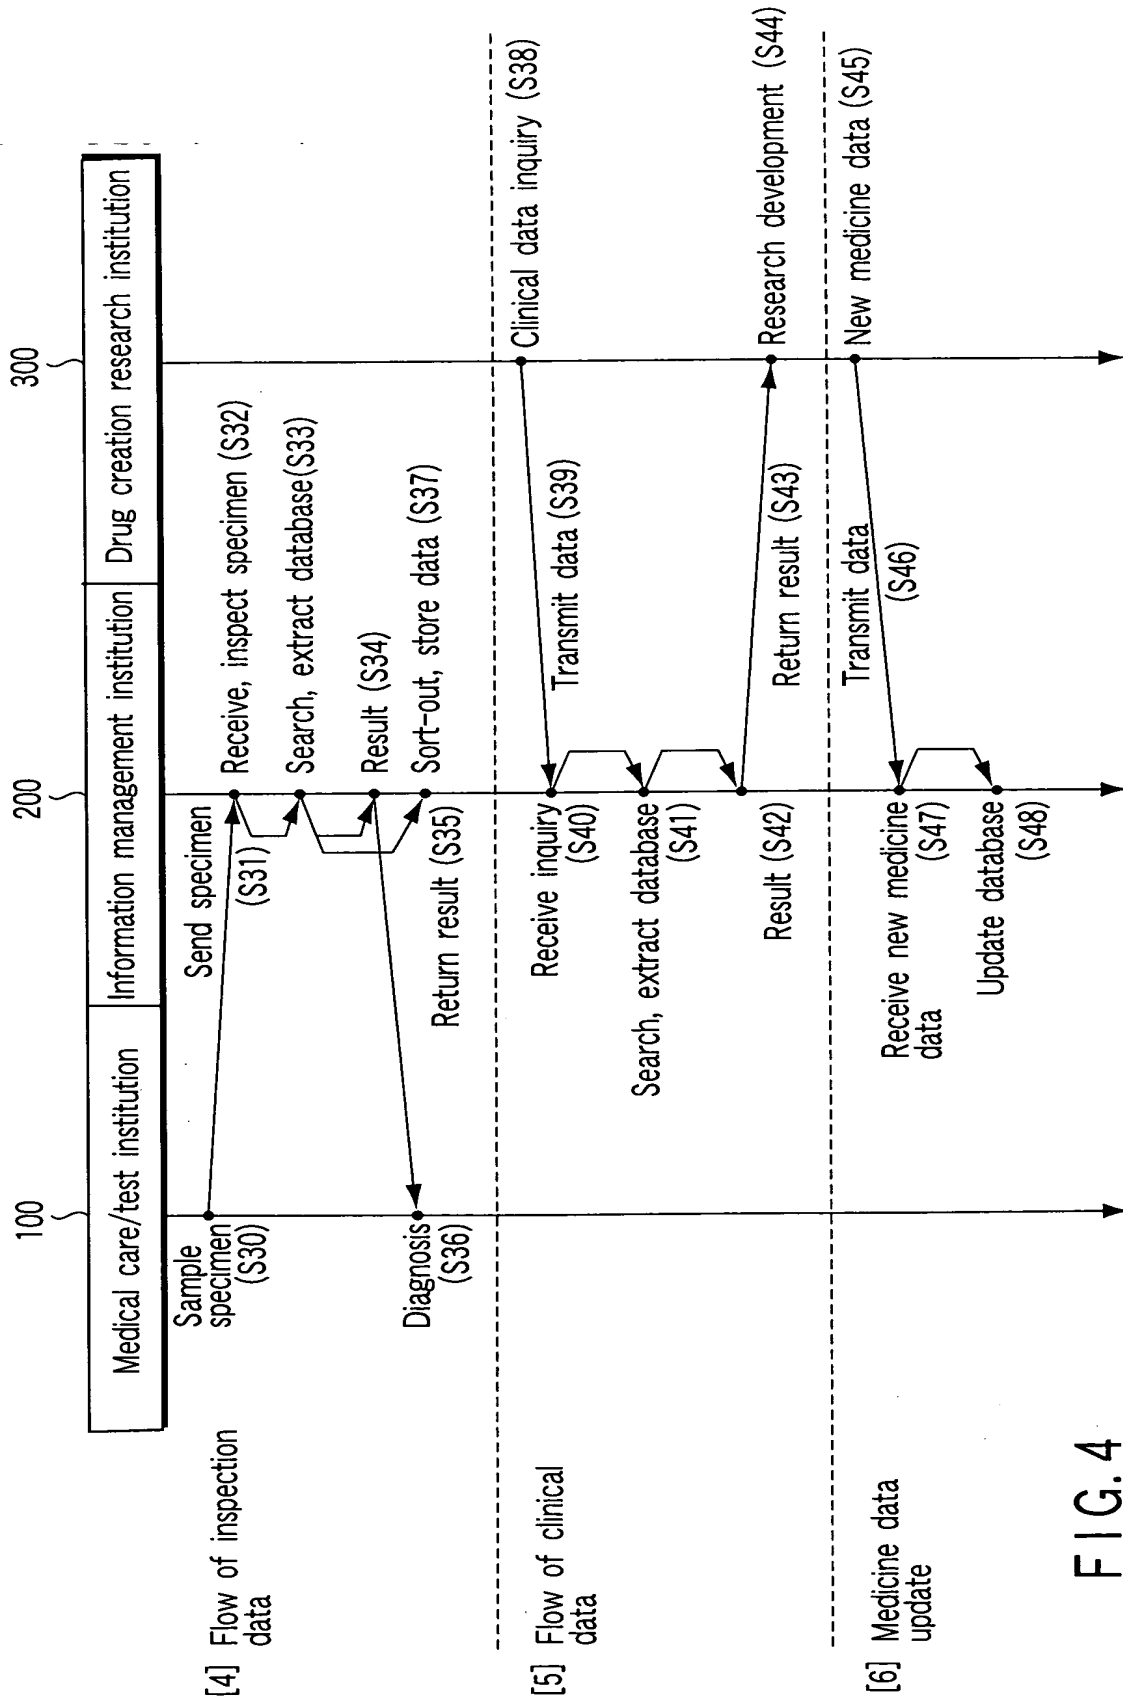 100
200
300
Medical care/test institution
Information management institution
Drug creation research institution
[4] Flow of inspection
data
Sample
specimen
(S30)
Send specimen
(S31)
Receive, inspect specimen (S32)
Search, extract database(S33)
Result (S34)
Return result (S35)
Diagnosis
(S36)
Sort-out, store data (S37)
[5] Flow of clinical
data
Clinical data inquiry (S38)
Transmit data (S39)
Receive inquiry
(S40)
Search, extract database
(S41)
Result (S42)
Return result (S43)
Research development (S44)
[6] Medicine data
update
New medicine data (S45)
Transmit data
(S46)
Receive new medicine
data
(S47)
Update database
(S48)
FIG. 4